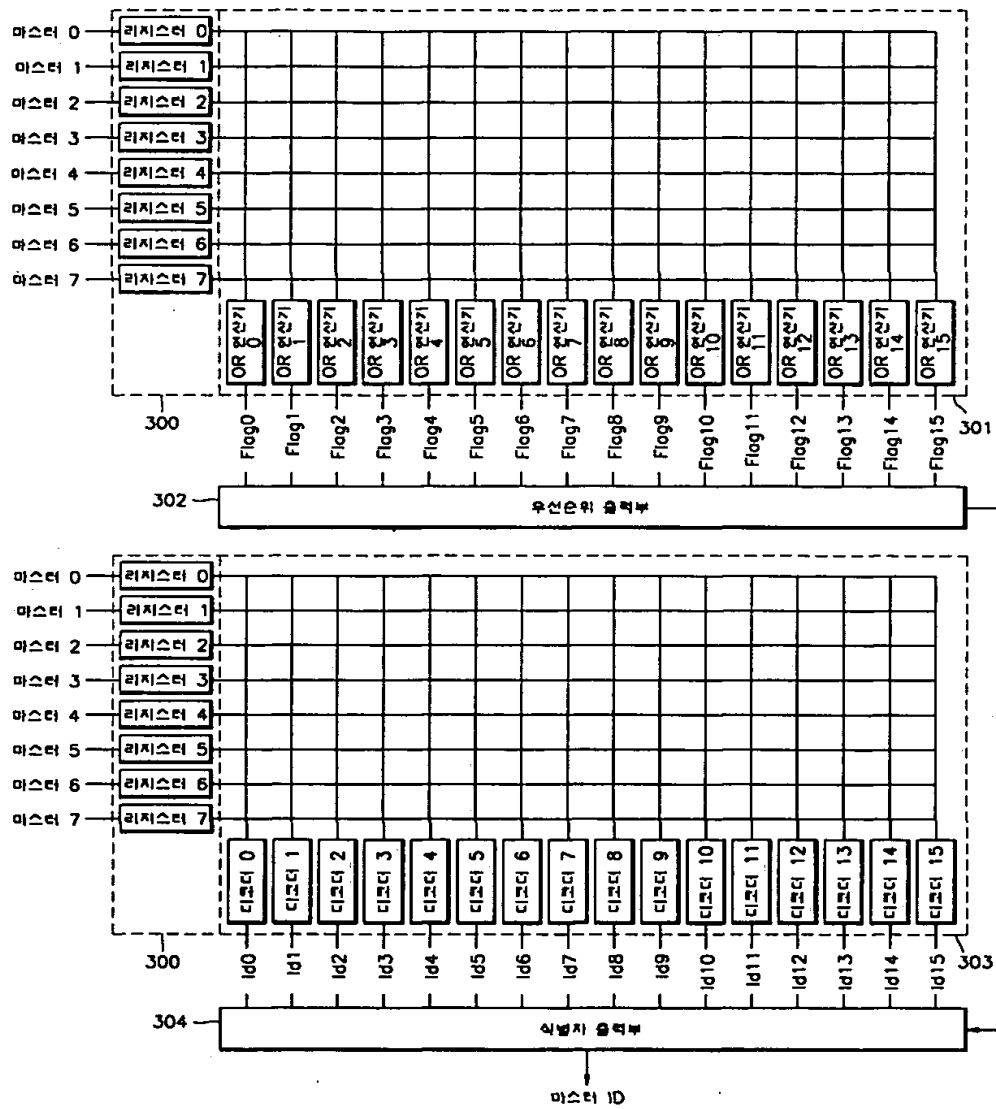 마스터 0 리지스터 0
마스터 1 리지스터 1
마스터 2 리지스터 2
마스터 3 리지스터 3
마스터 4 리지스터 4
마스터 5 리지스터 5
마스터 6 리지스터 6
마스터 7 리지스터 7
OR 연산기 0
OR 연산기 1
OR 연산기 2
OR 연산기 3
OR 연산기 4
OR 연산기 5
OR 연산기 6
OR 연산기 7
OR 연산기 8
OR 연산기 9
OR 연산기 10
OR 연산기 11
OR 연산기 12
OR 연산기 13
OR 연산기 14
OR 연산기 15
300
301
Flag0
Flag1
Flag2
Flag3
Flag4
Flag5
Flag6
Flag7
Flag8
Flag9
Flag10
Flag11
Flag12
Flag13
Flag14
Flag15
302
우선순위 출력부
마스터 0 리지스터 0
마스터 1 리지스터 1
마스터 2 리지스터 2
마스터 3 리지스터 3
마스터 4 리지스터 4
마스터 5 리지스터 5
마스터 6 리지스터 6
마스터 7 리지스터 7
디코더 0
디코더 1
디코더 2
디코더 3
디코더 4
디코더 5
디코더 6
디코더 7
디코더 8
디코더 9
디코더 10
디코더 11
디코더 12
디코더 13
디코더 14
디코더 15
300
303
Id0
Id1
Id2
Id3
Id4
Id5
Id6
Id7
Id8
Id9
Id10
Id11
Id12
Id13
Id14
Id15
304
식별자 출력부
마스터 ID